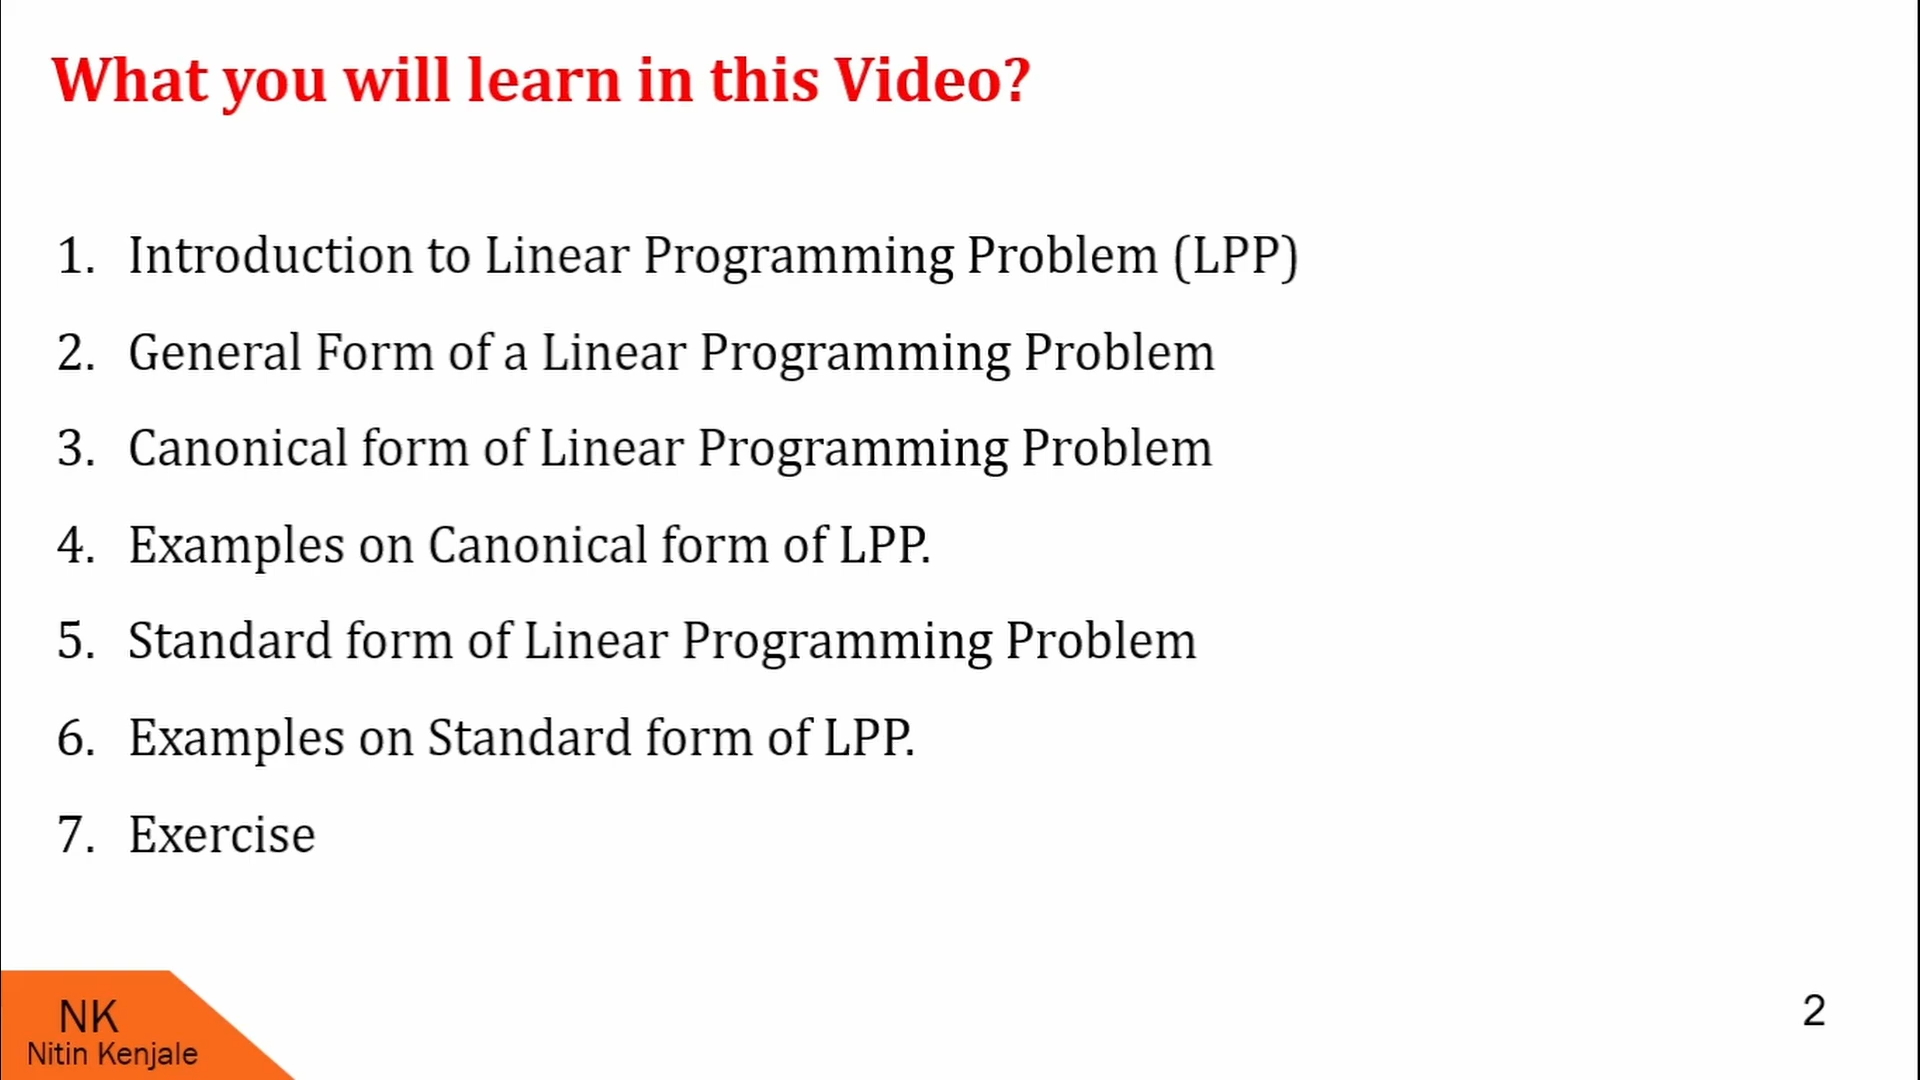 What you will learn in this Video?
1. Introduction to Linear Programming Problem (LPP)
2. General Form of a Linear Programming Problem
3. Canonical form of Linear Programming Problem
4. Examples on Canonical form of LPP.
5. Standard form of Linear Programming Problem
6. Examples on Standard form of LPP.
7. Exercise
NK
Nitin Kenjale
2